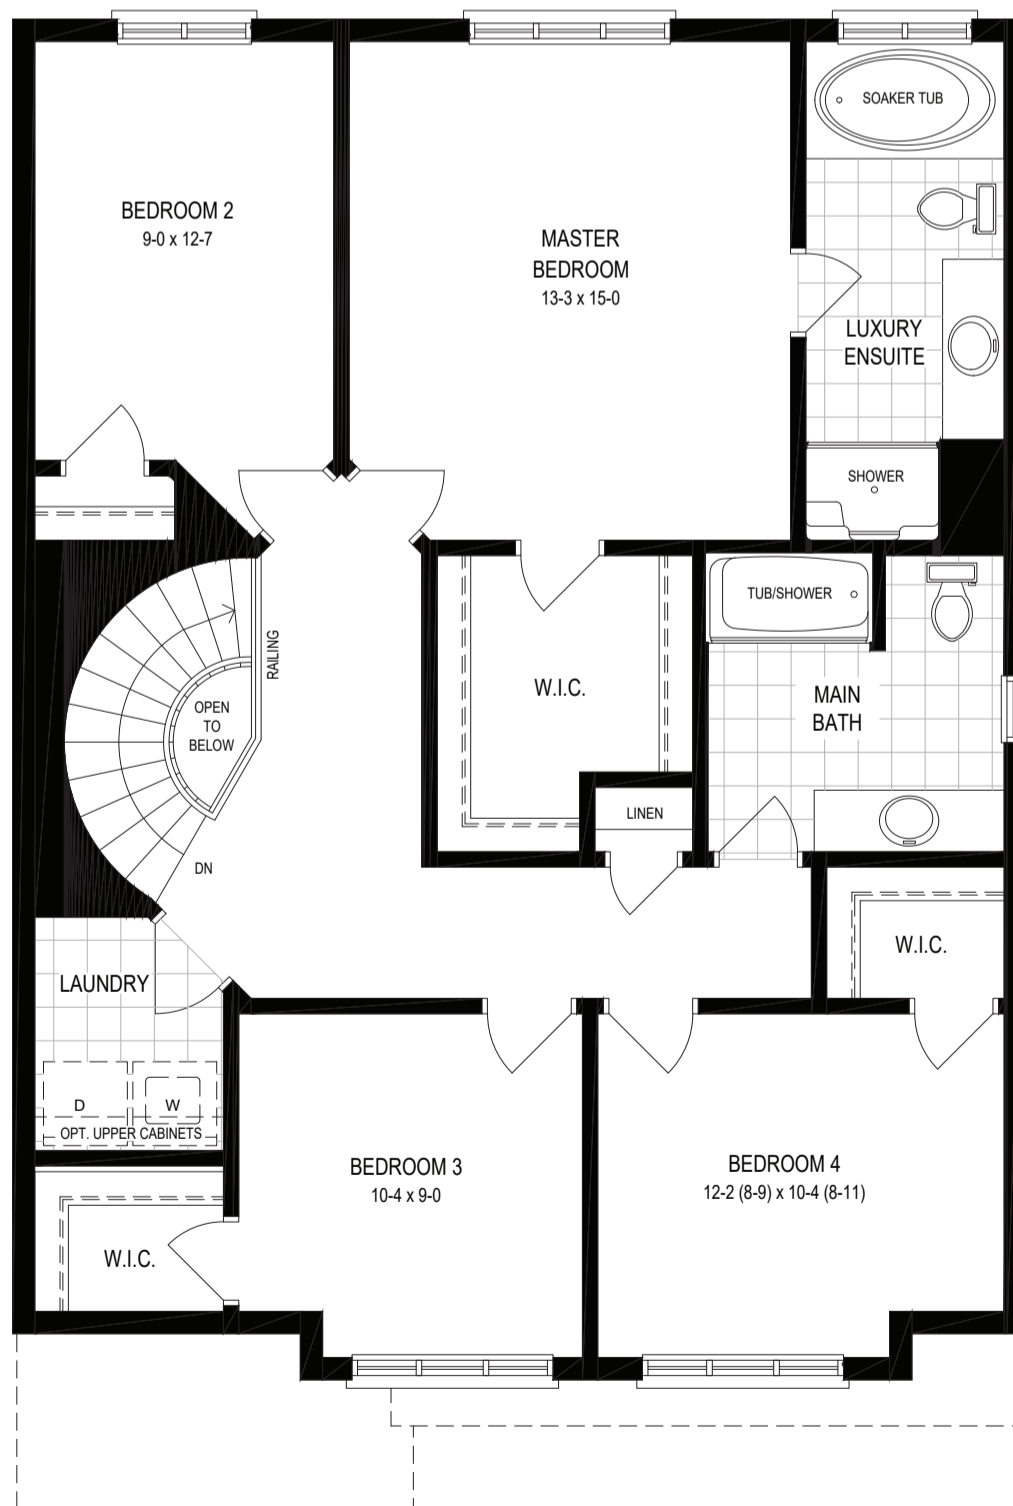 SOAKER TUB
BEDROOM 2
9-0 x 12-7
MASTER
BEDROOM
13-3 x 15-0
LUXURY
ENSUITE
SHOWER
TUB/SHOWER
RAILING
W.I.C.
MAIN
BATH
OPEN
TO
BELOW
LINEN
DN
W.I.C.
LAUNDRY
D
W
OPT. UPPER CABINETS
BEDROOM 3
10-4 x 9-0
BEDROOM 4
12-2 (8-9) x 10-4 (8-11)
W.I.C.